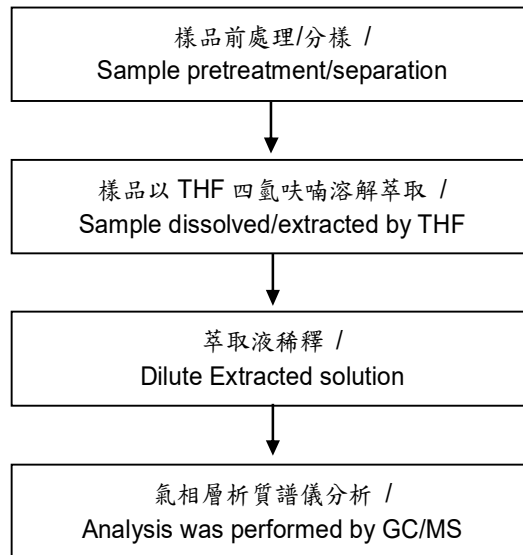 樣品前處理/分樣 /
Sample pretreatment/separation
樣品以 THF 四氫呋喃溶解萃取 /
Sample dissolved/extracted by THF
萃取液稀釋 /
Dilute Extracted solution
氣相層析質譜儀分析 /
Analysis was performed by GC/MS